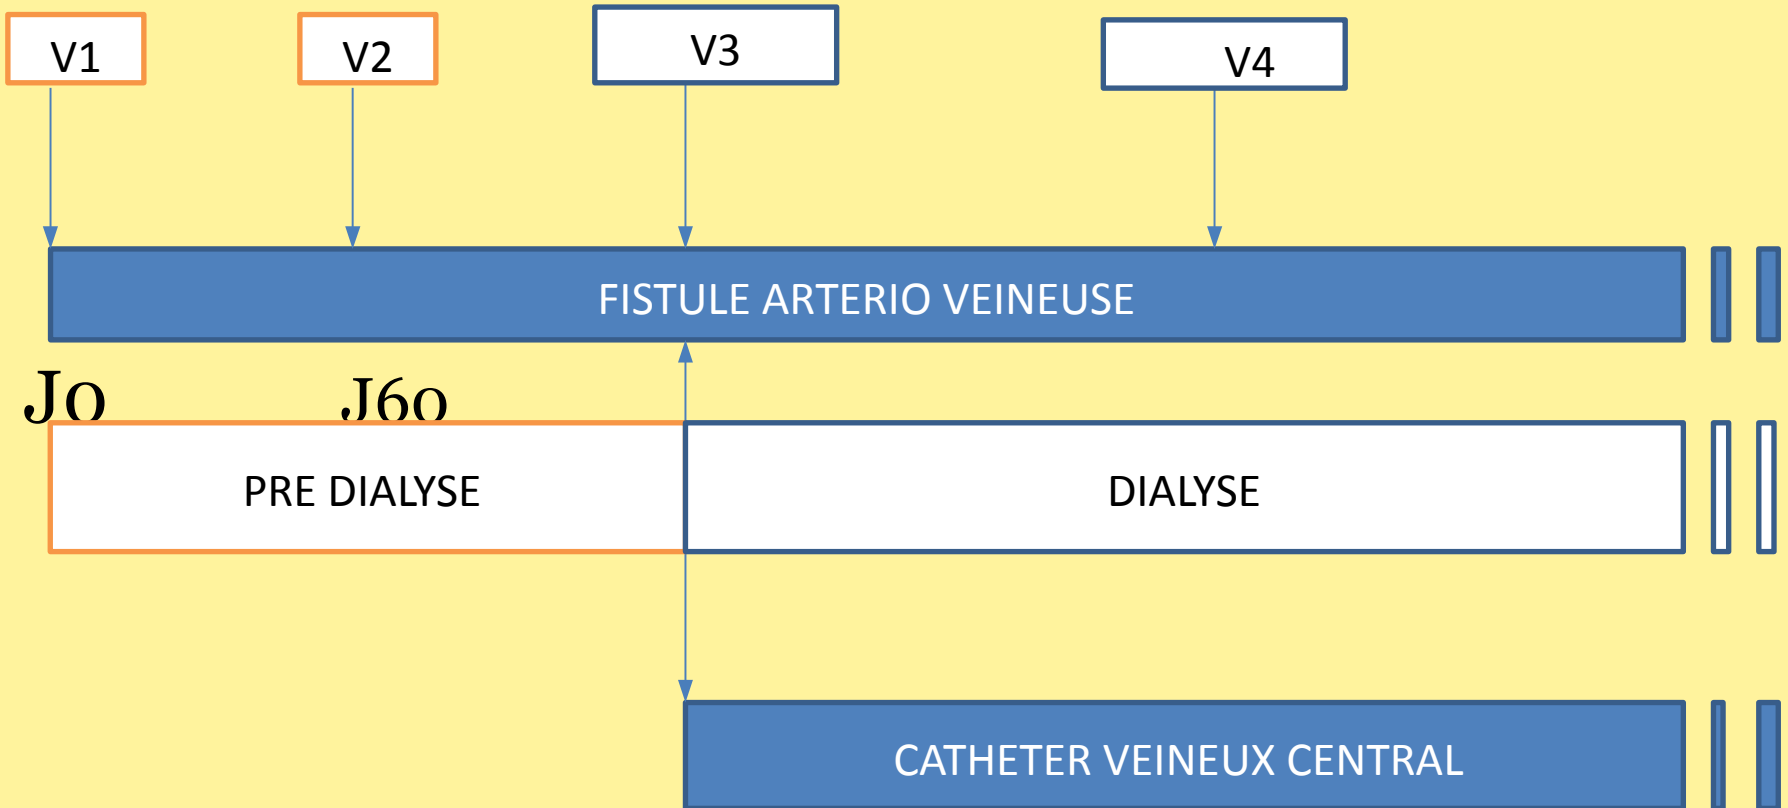 V1
V2
V3
V4
FISTULE ARTERIO VEINEUSE
J0
J60
PRE DIALYSE
DIALYSE
CATHETER VEINEUX CENTRAL